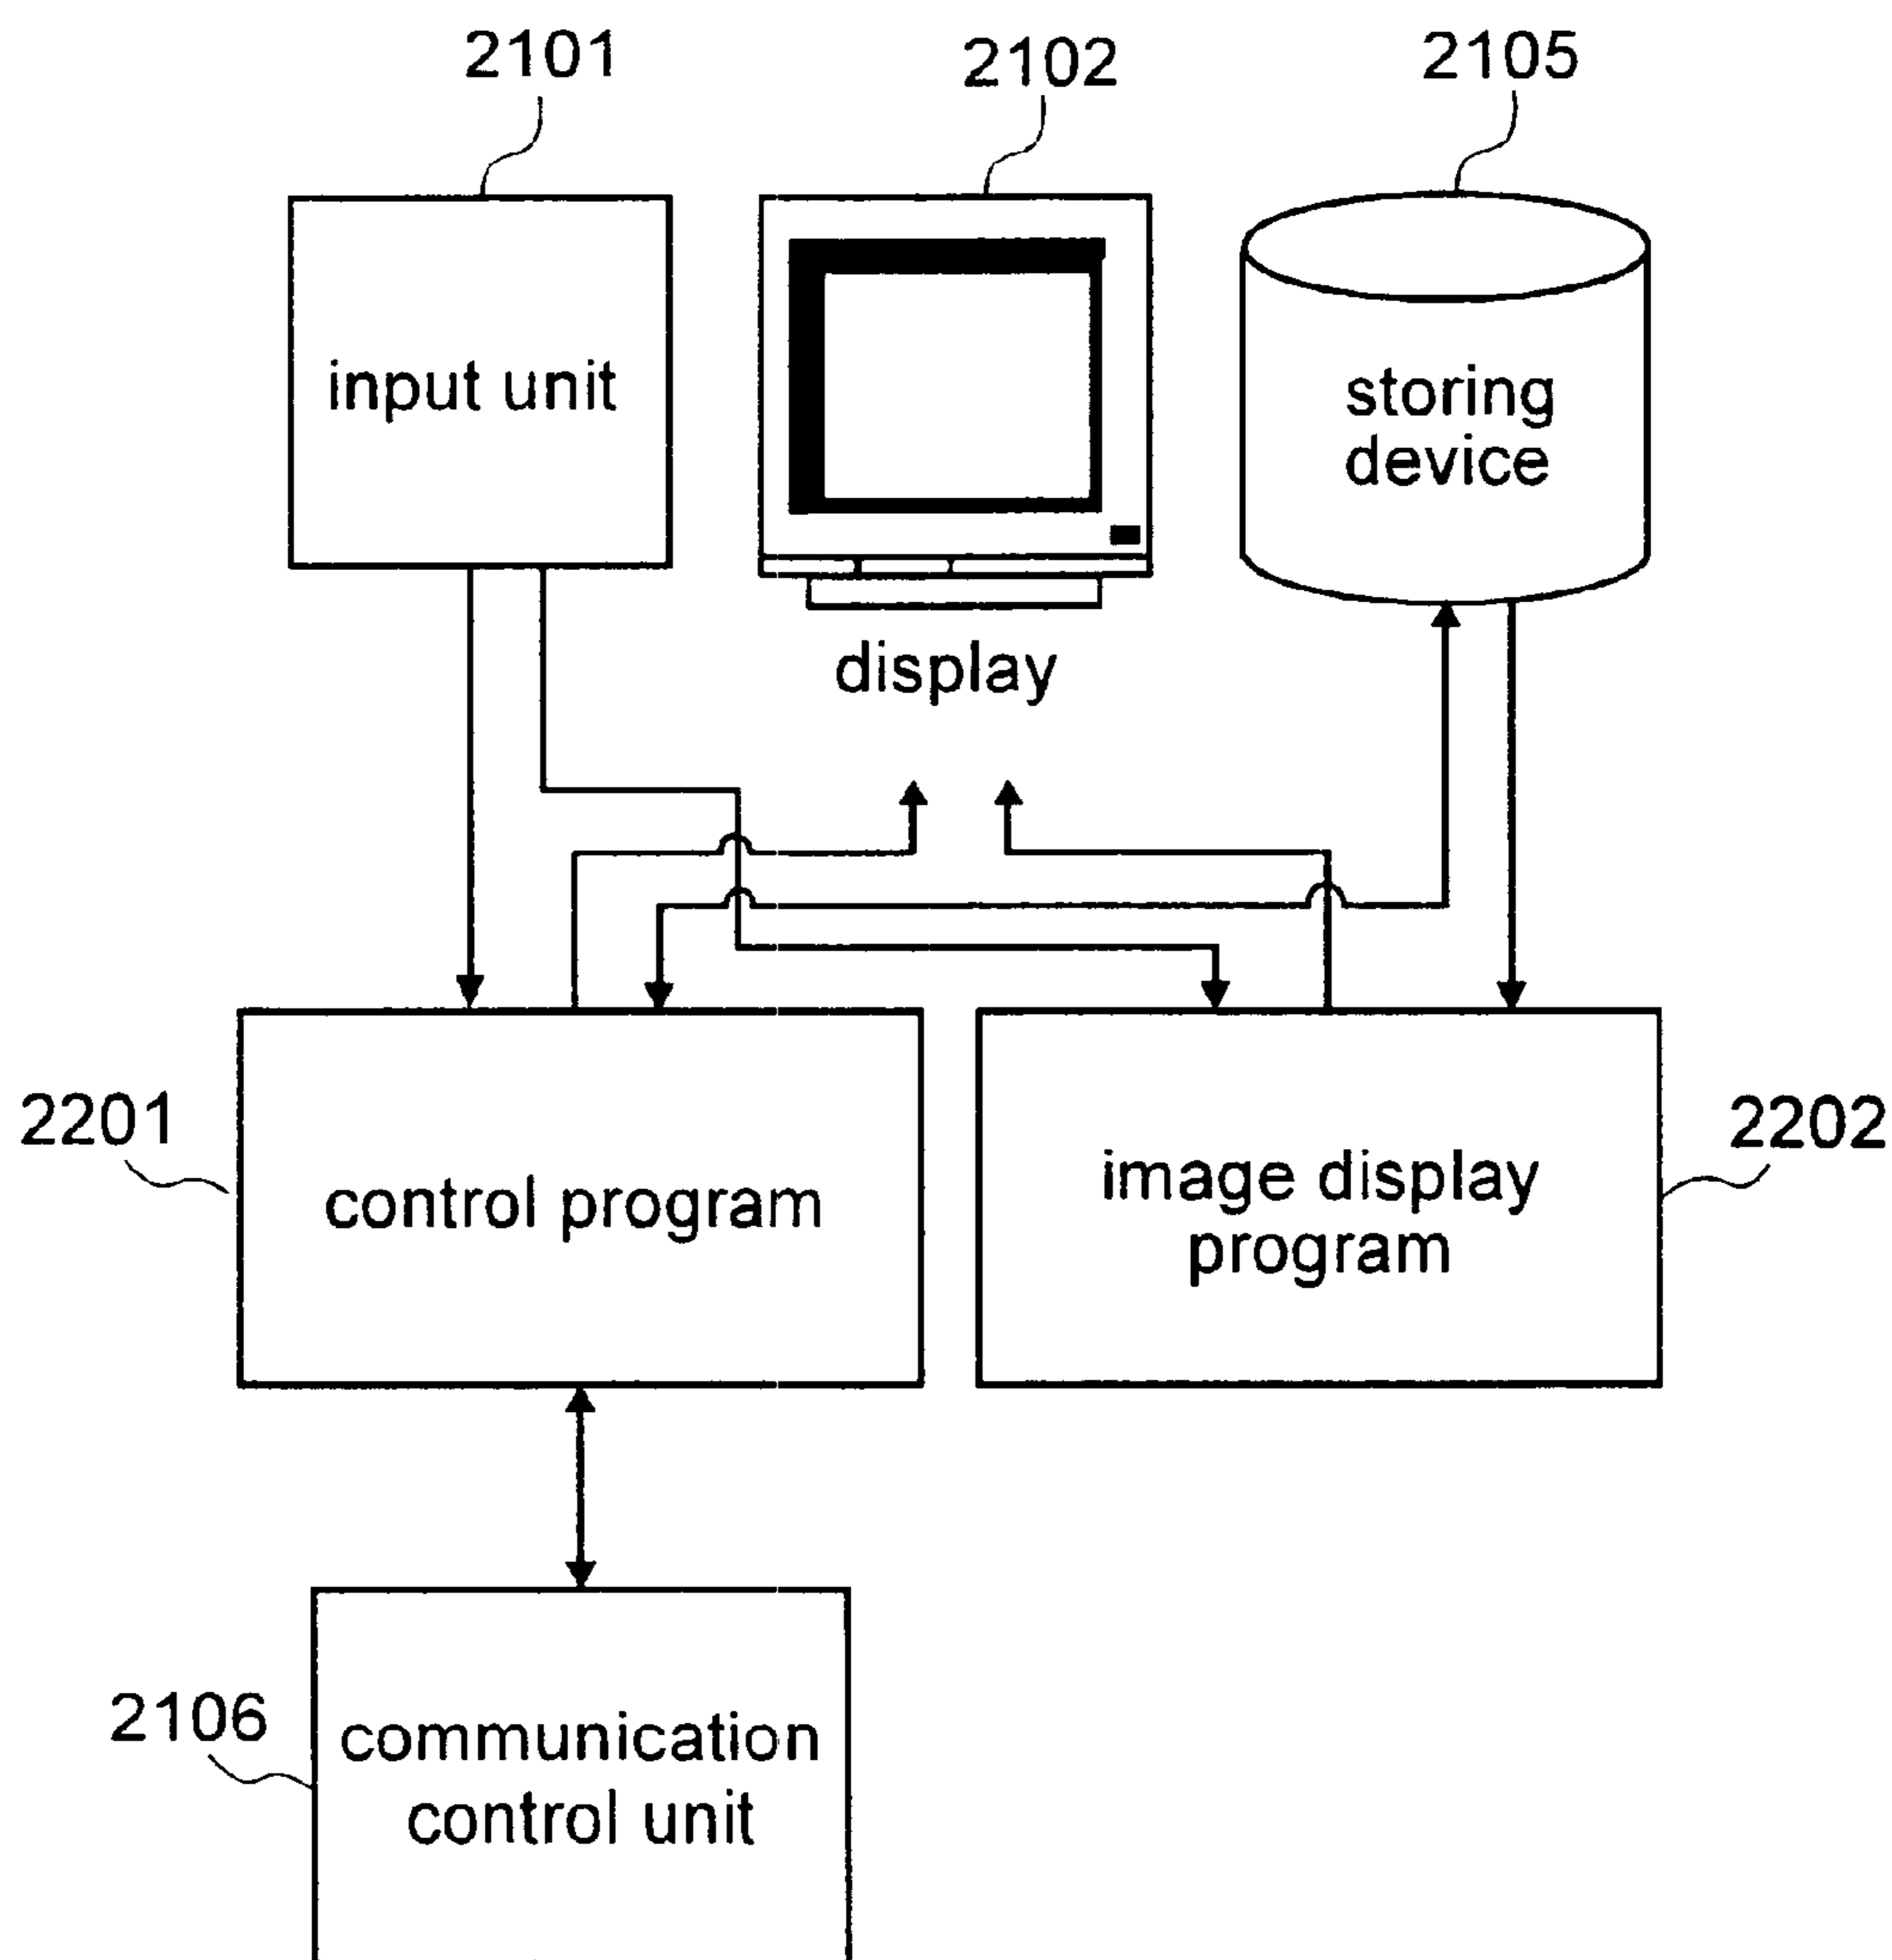 2101
2102
2105
input unit
storing
device
display
2201
control program
image display
program
2202
2106
communication
control unit